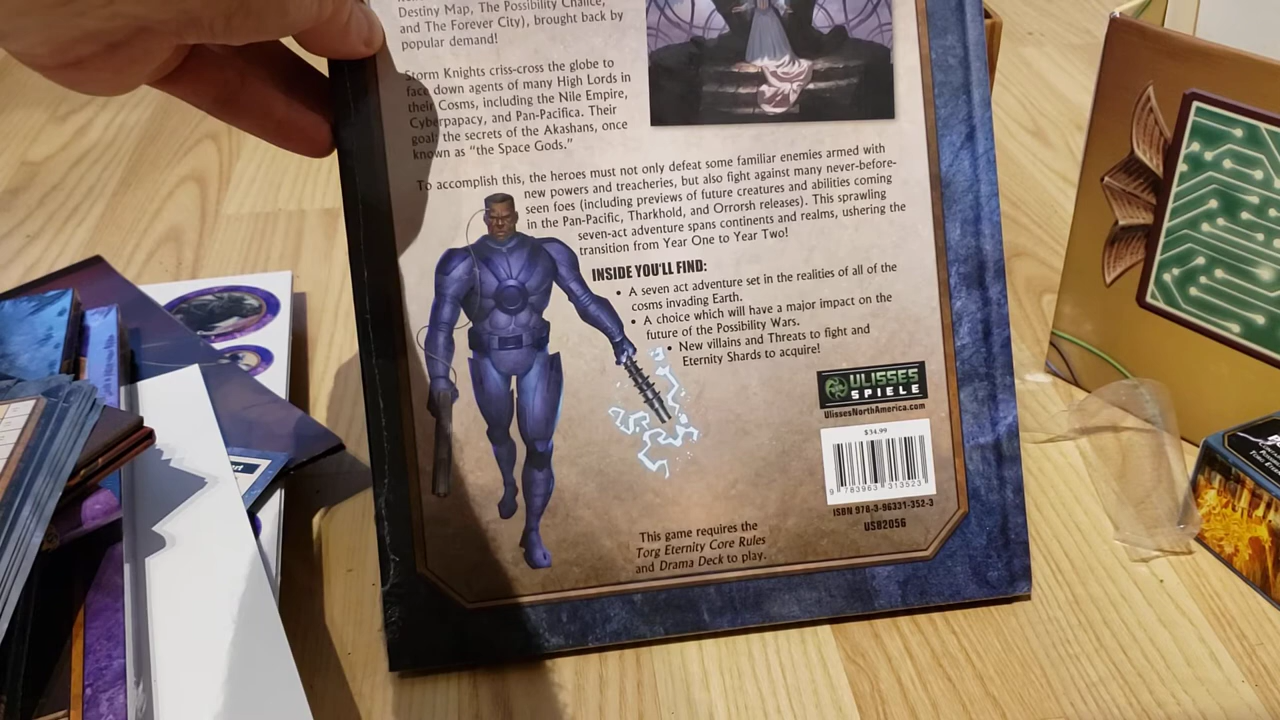 Destiny Map, The Possibility Chalice,
and The Forever City), brought back by
popular demand!
Storm Knights criss-cross the globe to
face down agents of many High Lords in
their Cosms, including the Nile Empire,
Cyberpapacy, and Pan-Pacifica. Their
goal: the secrets of the Akashans, once
known as "the Space Gods."
To accomplish this, the heroes must not only defeat some familiar enemies armed with
new powers and treacheries, but also fight against many never-before-
seen foes (including previews of future creatures and abilities coming
in the Pan-Pacific, Tharkhold, and Orrorsh releases). This sprawling
seven-act adventure spans continents and realms, ushering the
transition from Year One to Year Two!
INSIDE YOU'LL FIND:
• A seven act adventure set in the realities of all of the
cosms invading Earth.
• A choice which will have a major impact on the
future of the Possibility Wars.
• New villains and Threats to fight and
Eternity Shards to acquire!
ULISSES
SPIELE
UlissesNorthAmerica.com
$34.99
9 783963 313523
ISBN 978-3-96331-352-3
US82056
This game requires the
Torg Eternity Core Rules
and Drama Deck to play.